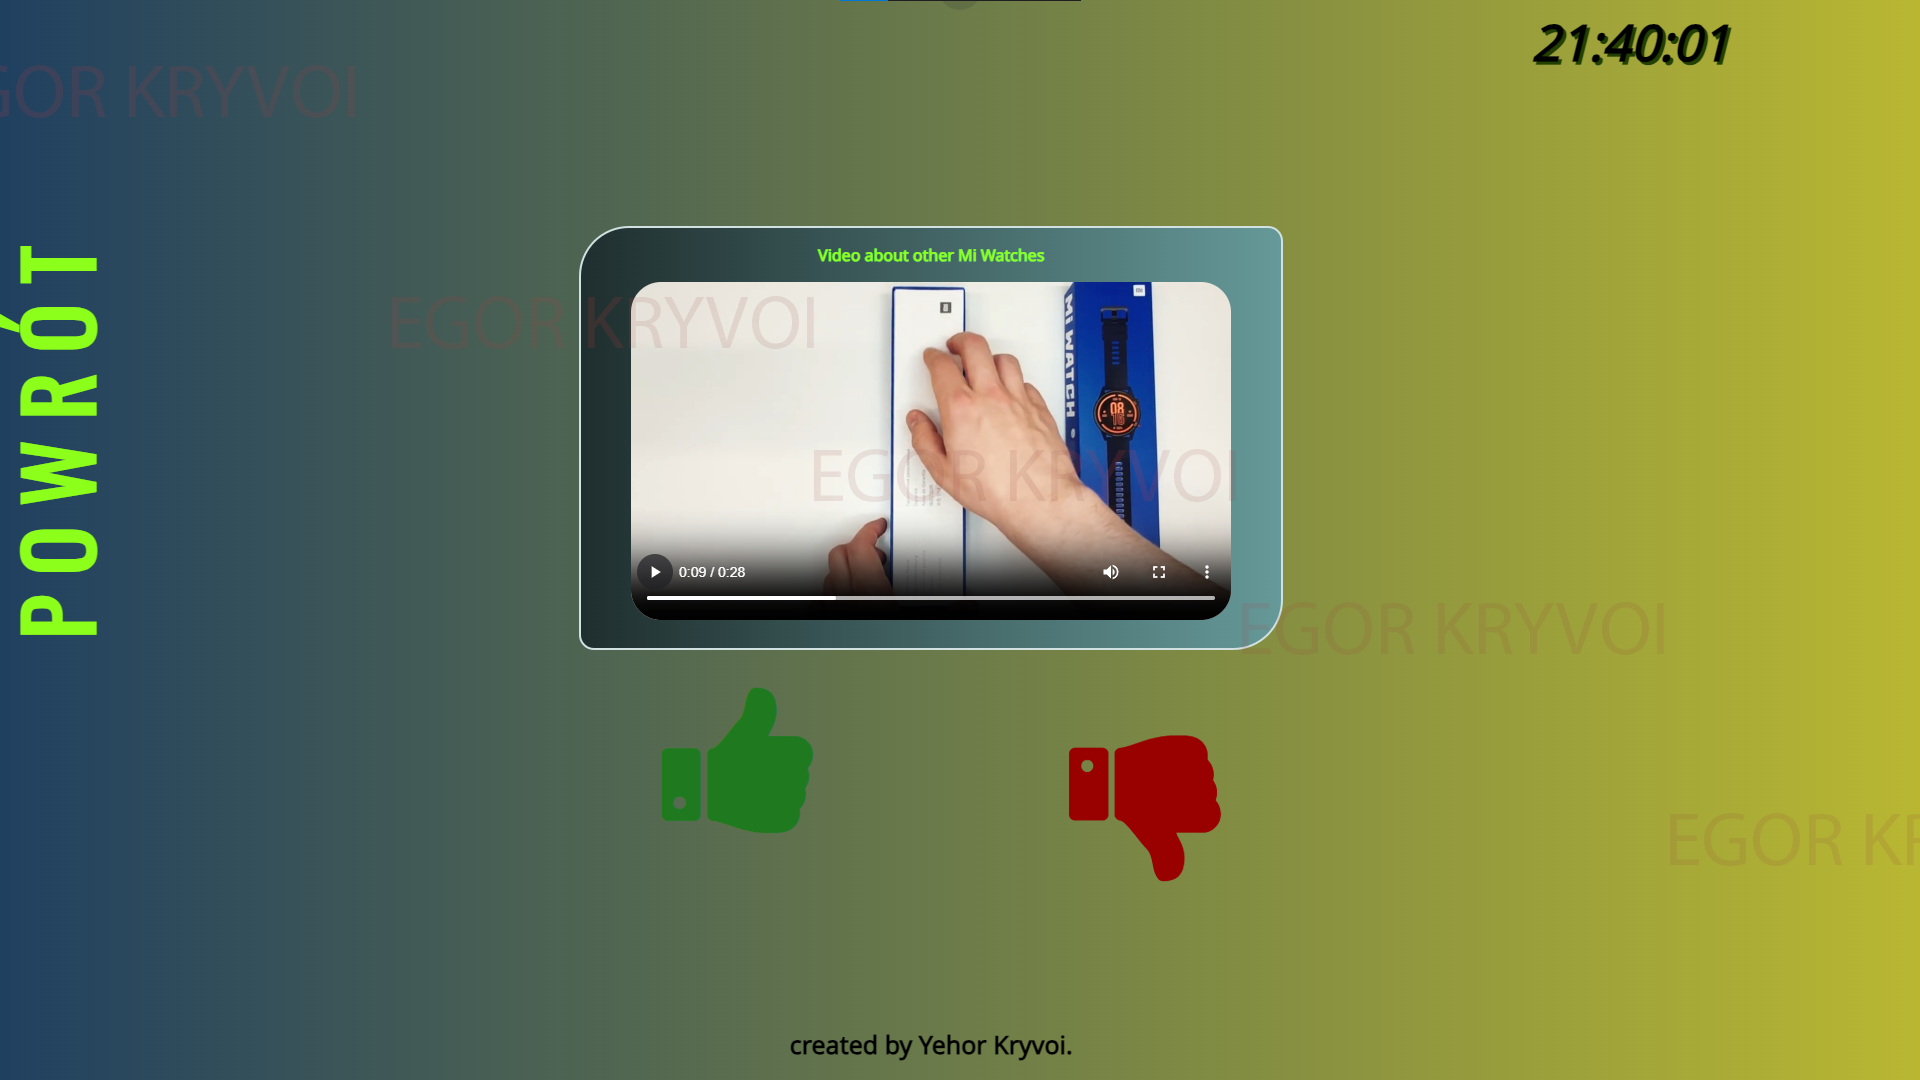 21:40:01
EGOR KRYVOI
POWRÓT
Video about other Mi Watches
EGOR KRYVOI
MI WATCH
EGOR KRYVOI
0:09 / 0:28
EGOR KRYVOI
EGOR KR
created by Yehor Kryvoi.